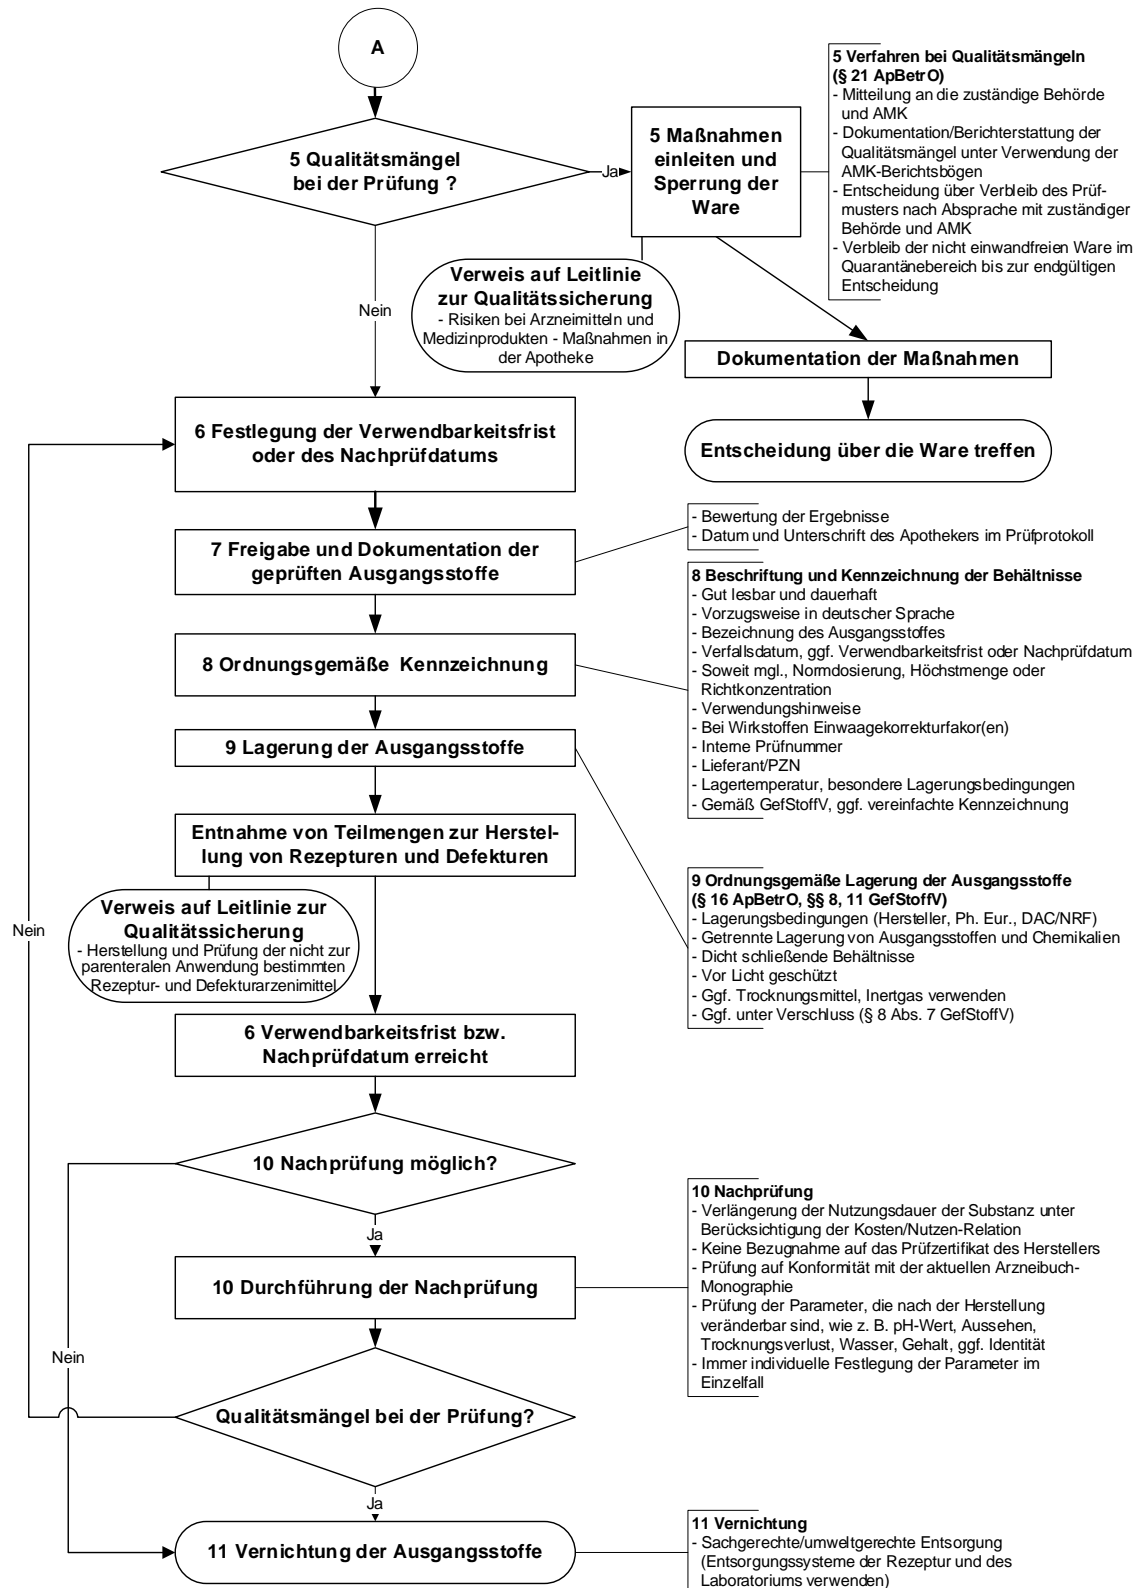 A
5 Qualitätsmängel
bei der Prüfung ?
Ja
5 Maßnahmen
einleiten und
Sperrung der
Ware
5 Verfahren bei Qualitätsmängeln
(§ 21 ApBetrO)
- Mitteilung an die zuständige Behörde
und AMK
- Dokumentation/Berichterstattung der
Qualitätsmängel unter Verwendung der
AMK-Berichtsbögen
- Entscheidung über Verbleib des Prüf-
musters nach Absprache mit zuständiger
Behörde und AMK
- Verbleib der nicht einwandfreien Ware im
Quarantänebereich bis zur endgültigen
Entscheidung
Verweis auf Leitlinie
zur Qualitätssicherung
- Risiken bei Arzneimitteln und
Medizinprodukten - Maßnahmen in
der Apotheke
Nein
Dokumentation der Maßnahmen
Entscheidung über die Ware treffen
6 Festlegung der Verwendbarkeitsfrist
oder des Nachprüfdatums
7 Freigabe und Dokumentation der
geprüften Ausgangsstoffe
- Bewertung der Ergebnisse
- Datum und Unterschrift des Apothekers im Prüfprotokoll
8 Ordnungsgemäße Kennzeichnung
8 Beschriftung und Kennzeichnung der Behältnisse
- Gut lesbar und dauerhaft
- Vorzugsweise in deutscher Sprache
- Bezeichnung des Ausgangsstoffes
- Verfallsdatum, ggf. Verwendbarkeitsfrist oder Nachprüfdatum
- Soweit mgl., Normdosierung, Höchstmenge oder
Richtkonzentration
- Verwendungshinweise
- Bei Wirkstoffen Einwaagekorrekturfakor(en)
- Interne Prüfnummer
- Lieferant/PZN
- Lagertemperatur, besondere Lagerungsbedingungen
- Gemäß GefStoffV, ggf. vereinfachte Kennzeichnung
9 Lagerung der Ausgangsstoffe
Entnahme von Teilmengen zur Herstel-
lung von Rezepturen und Defekturen
Verweis auf Leitlinie zur
Qualitätssicherung
- Herstellung und Prüfung der nicht zur
parenteralen Anwendung bestimmten
Rezeptur- und Defekturarzenimittel
9 Ordnungsgemäße Lagerung der Ausgangsstoffe
(§ 16 ApBetrO, §§ 8, 11 GefStoffV)
- Lagerungsbedingungen (Hersteller, Ph. Eur., DAC/NRF)
- Getrennte Lagerung von Ausgangsstoffen und Chemikalien
- Dicht schließende Behältnisse
- Vor Licht geschützt
- Ggf. Trocknungsmittel, Inertgas verwenden
- Ggf. unter Verschluss (§ 8 Abs. 7 GefStoffV)
Nein
6 Verwendbarkeitsfrist bzw.
Nachprüfdatum erreicht
10 Nachprüfung möglich?
Ja
10 Durchführung der Nachprüfung
10 Nachprüfung
- Verlängerung der Nutzungsdauer der Substanz unter
Berücksichtigung der Kosten/Nutzen-Relation
- Keine Bezugnahme auf das Prüfzertifikat des Herstellers
- Prüfung auf Konformität mit der aktuellen Arzneibuch-
Monographie
- Prüfung der Parameter, die nach der Herstellung
veränderbar sind, wie z. B. pH-Wert, Aussehen,
Trocknungsverlust, Wasser, Gehalt, ggf. Identität
- Immer individuelle Festlegung der Parameter im
Einzelfall
Nein
Qualitätsmängel bei der Prüfung?
Ja
11 Vernichtung der Ausgangsstoffe
11 Vernichtung
- Sachgerechte/umweltgerechte Entsorgung
(Entsorgungssysteme der Rezeptur und des
Laboratoriums verwenden)